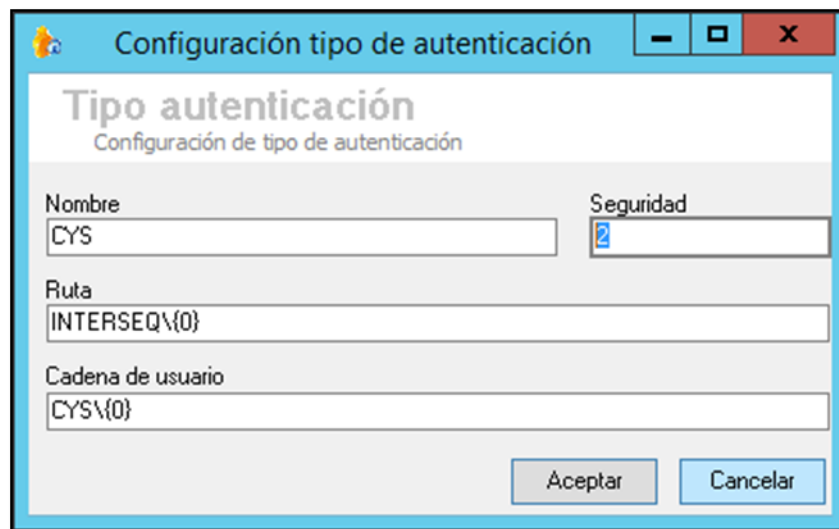 Configuración tipo de autenticación
Tipo autenticación
Configuración de tipo de autenticación
Nombre
Seguridad
CYS
2
Ruta
INTERSEQ\{0}
Cadena de usuario
CYS\{0}
Aceptar
Cancelar